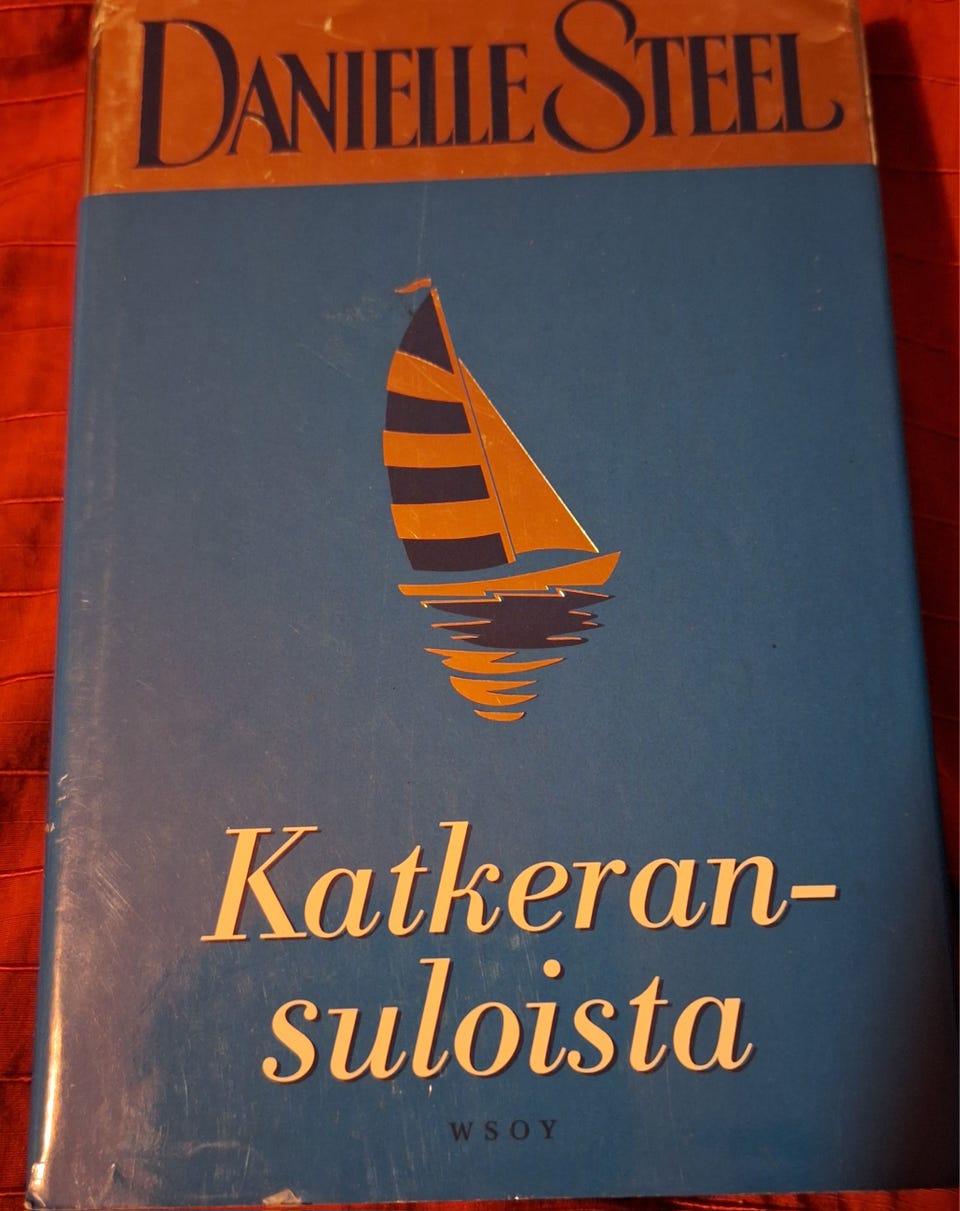 DANIELLE STEEL
Katkeran-
suloista
WSOY